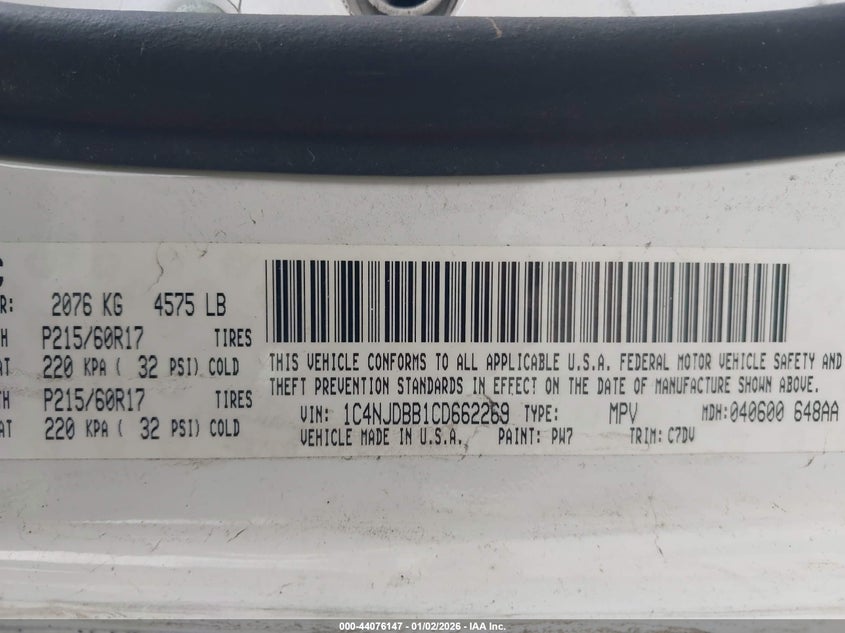 C
R: 2076 KG 4575 LB
H P215/60R17 TIRES
AT 220 KPA ( 32 PSI) COLD
TH P215/60R17 TIRES
AT 220 KPA ( 32 PSI) COLD
THIS VEHICLE CONFORMS TO ALL APPLICABLE U.S.A. FEDERAL MOTOR VEHICLE SAFETY AND
THEFT PREVENTION STANDARDS IN EFFECT ON THE DATE OF MANUFACTURE SHOWN ABOVE.
VIN: 1C4NJDBB1CD662269 TYPE: MPV MDH: 040600 648AA
VEHICLE MADE IN U.S.A. PAINT: PW7 TRIM: C7DV
000-44076147 - 01/02/2026 - IAA Inc.